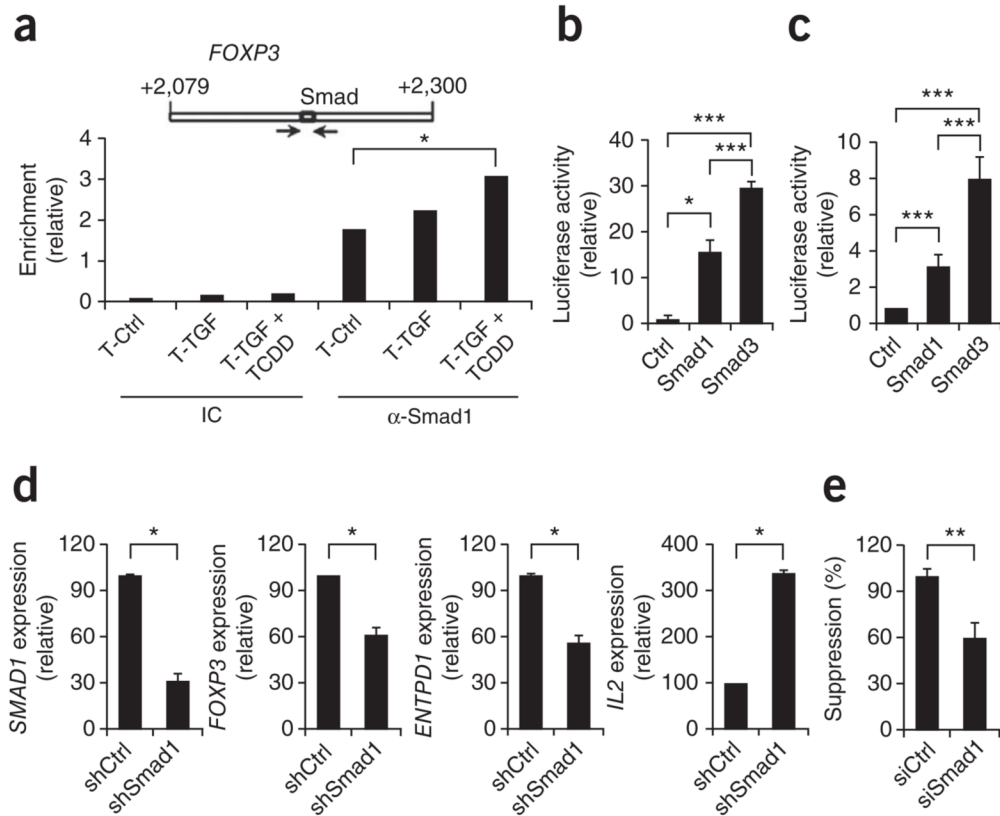 a
FOXP3
+2,079
Smad
+2,300
Enrichment
(relative)
4
3
2
1
0
*
T-Ctrl
T-TGF
T-TGF +
TCDD
T-Ctrl
T-TGF
T-TGF +
TCDD
IC
α-Smad1
b
Luciferase activity
(relative)
40
30
20
10
0
***
***
*
Ctrl
Smad1
Smad3
c
Luciferase activity
(relative)
10
8
6
4
2
0
***
***
***
Ctrl
Smad1
Smad3
d
SMAD1 expression
(relative)
120
90
60
30
0
*
shCtrl
shSmad1
FOXP3 expression
(relative)
120
90
60
30
0
*
shCtrl
shSmad1
ENTPD1 expression
(relative)
120
90
60
30
0
*
shCtrl
shSmad1
IL2 expression
(relative)
400
300
200
100
0
*
shCtrl
shSmad1
e
Suppression (%)
120
90
60
30
0
**
siCtrl
siSmad1